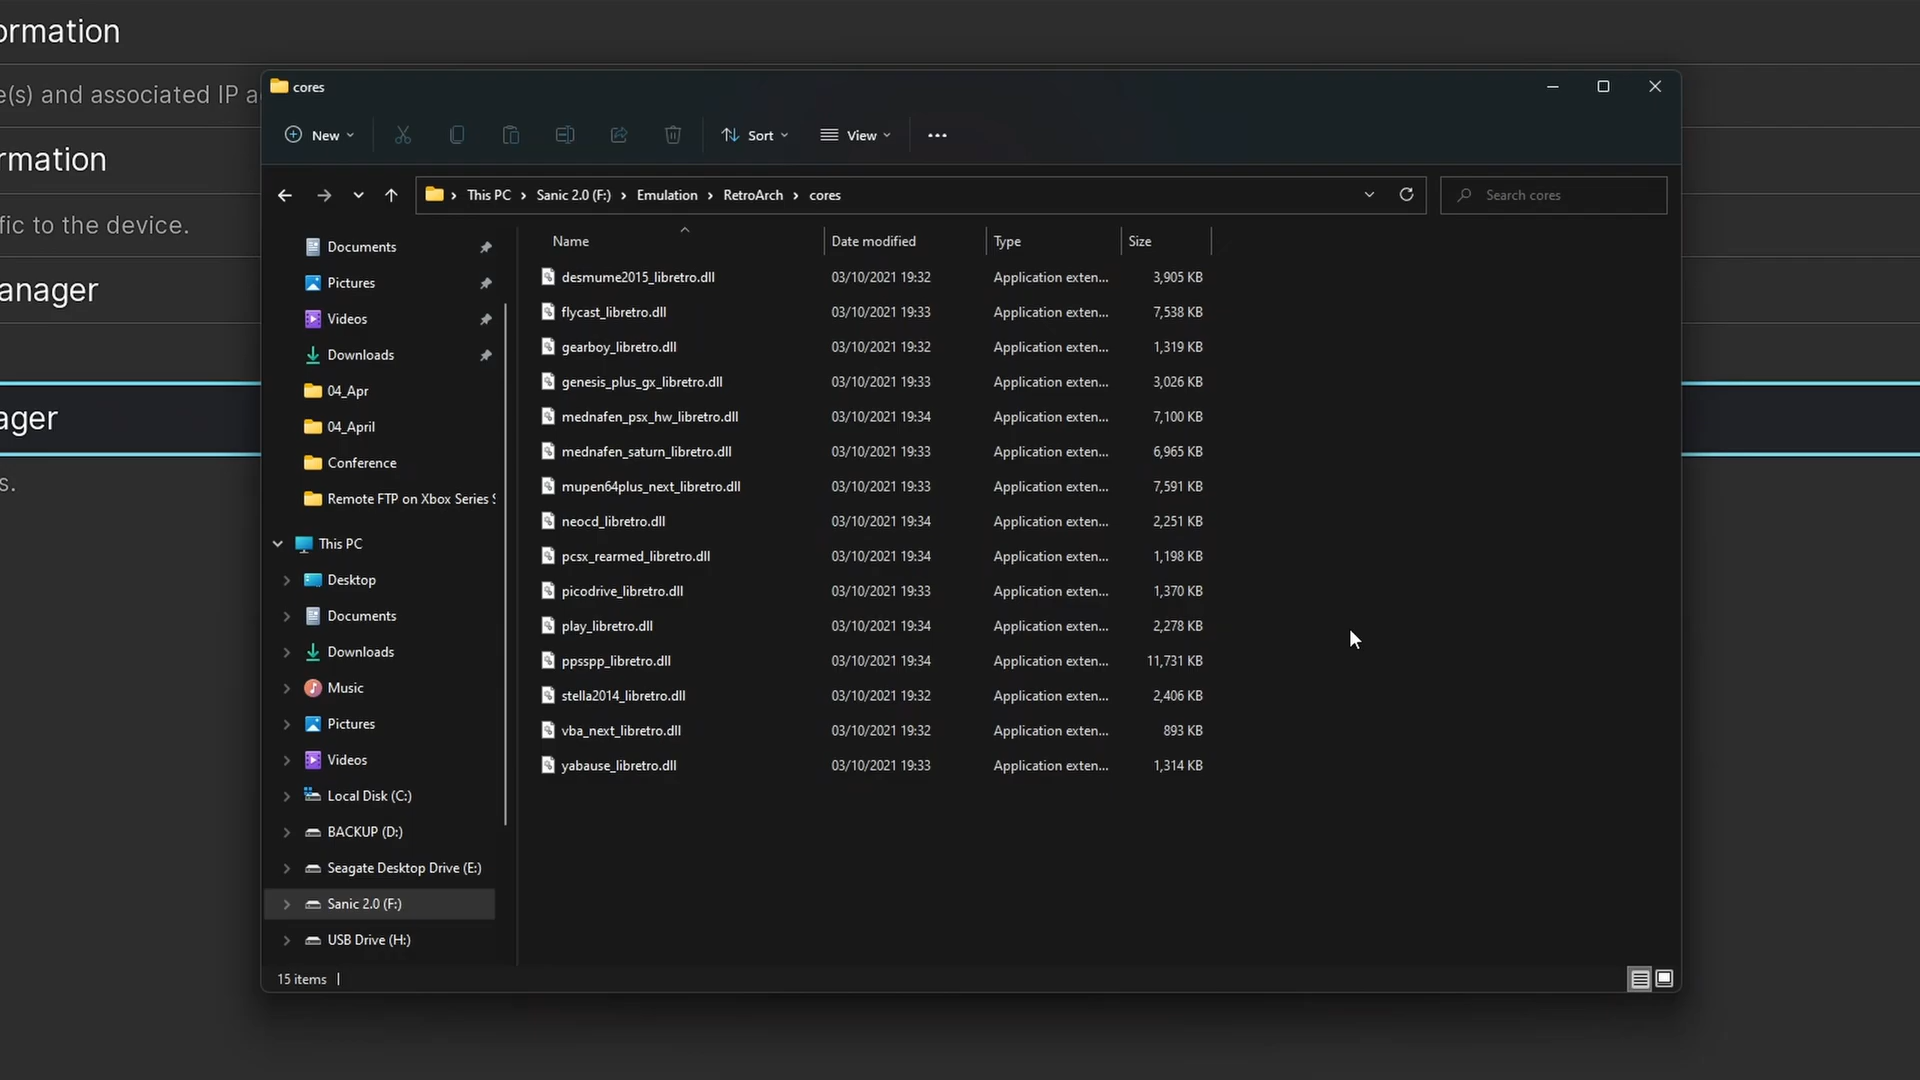 ormation
e(s) and associated IP a
rmation
fic to the device.
anager
ager
s.
cores
New
Sort
View
This PC > Sanic 2.0 (F:) > Emulation > RetroArch > cores
Search cores
Documents
Pictures
Videos
Downloads
04_Apr
04_April
Conference
Remote FTP on Xbox Series S
This PC
Desktop
Documents
Downloads
Music
Pictures
Videos
Local Disk (C:)
BACKUP (D:)
Seagate Desktop Drive (E:)
Sanic 2.0 (F:)
USB Drive (H:)
Name Date modified Type Size
desmume2015_libretro.dll 03/10/2021 19:32 Application exten... 3,905 KB
flycast_libretro.dll 03/10/2021 19:33 Application exten... 7,538 KB
gearboy_libretro.dll 03/10/2021 19:32 Application exten... 1,319 KB
genesis_plus_gx_libretro.dll 03/10/2021 19:33 Application exten... 3,026 KB
mednafen_psx_hw_libretro.dll 03/10/2021 19:34 Application exten... 7,100 KB
mednafen_saturn_libretro.dll 03/10/2021 19:33 Application exten... 6,965 KB
mupen64plus_next_libretro.dll 03/10/2021 19:33 Application exten... 7,591 KB
neocd_libretro.dll 03/10/2021 19:34 Application exten... 2,251 KB
pcsx_rearmed_libretro.dll 03/10/2021 19:34 Application exten... 1,198 KB
picodrive_libretro.dll 03/10/2021 19:33 Application exten... 1,370 KB
play_libretro.dll 03/10/2021 19:34 Application exten... 2,278 KB
ppsspp_libretro.dll 03/10/2021 19:34 Application exten... 11,731 KB
stella2014_libretro.dll 03/10/2021 19:32 Application exten... 2,406 KB
vba_next_libretro.dll 03/10/2021 19:32 Application exten... 893 KB
yabause_libretro.dll 03/10/2021 19:33 Application exten... 1,314 KB
15 items